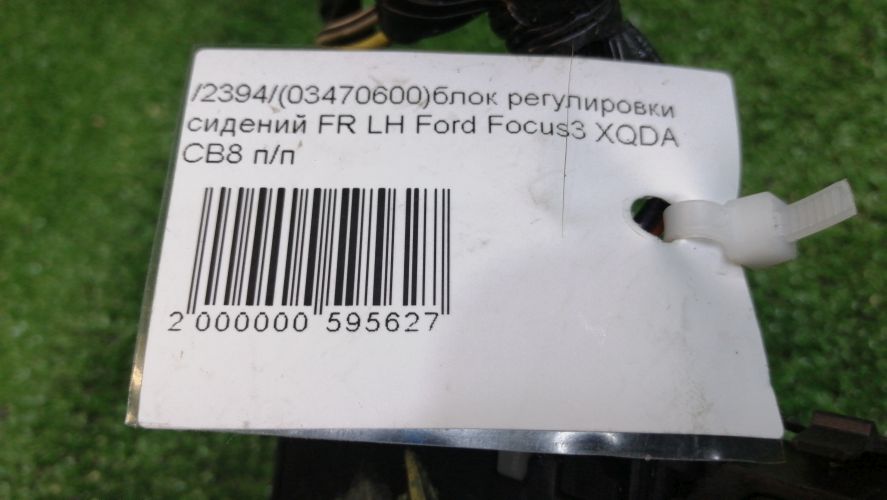 /2394/(03470600)блок регулировки
сидений FR LH Ford Focus3 XQDA
CB8 п/п
2 000000 595627